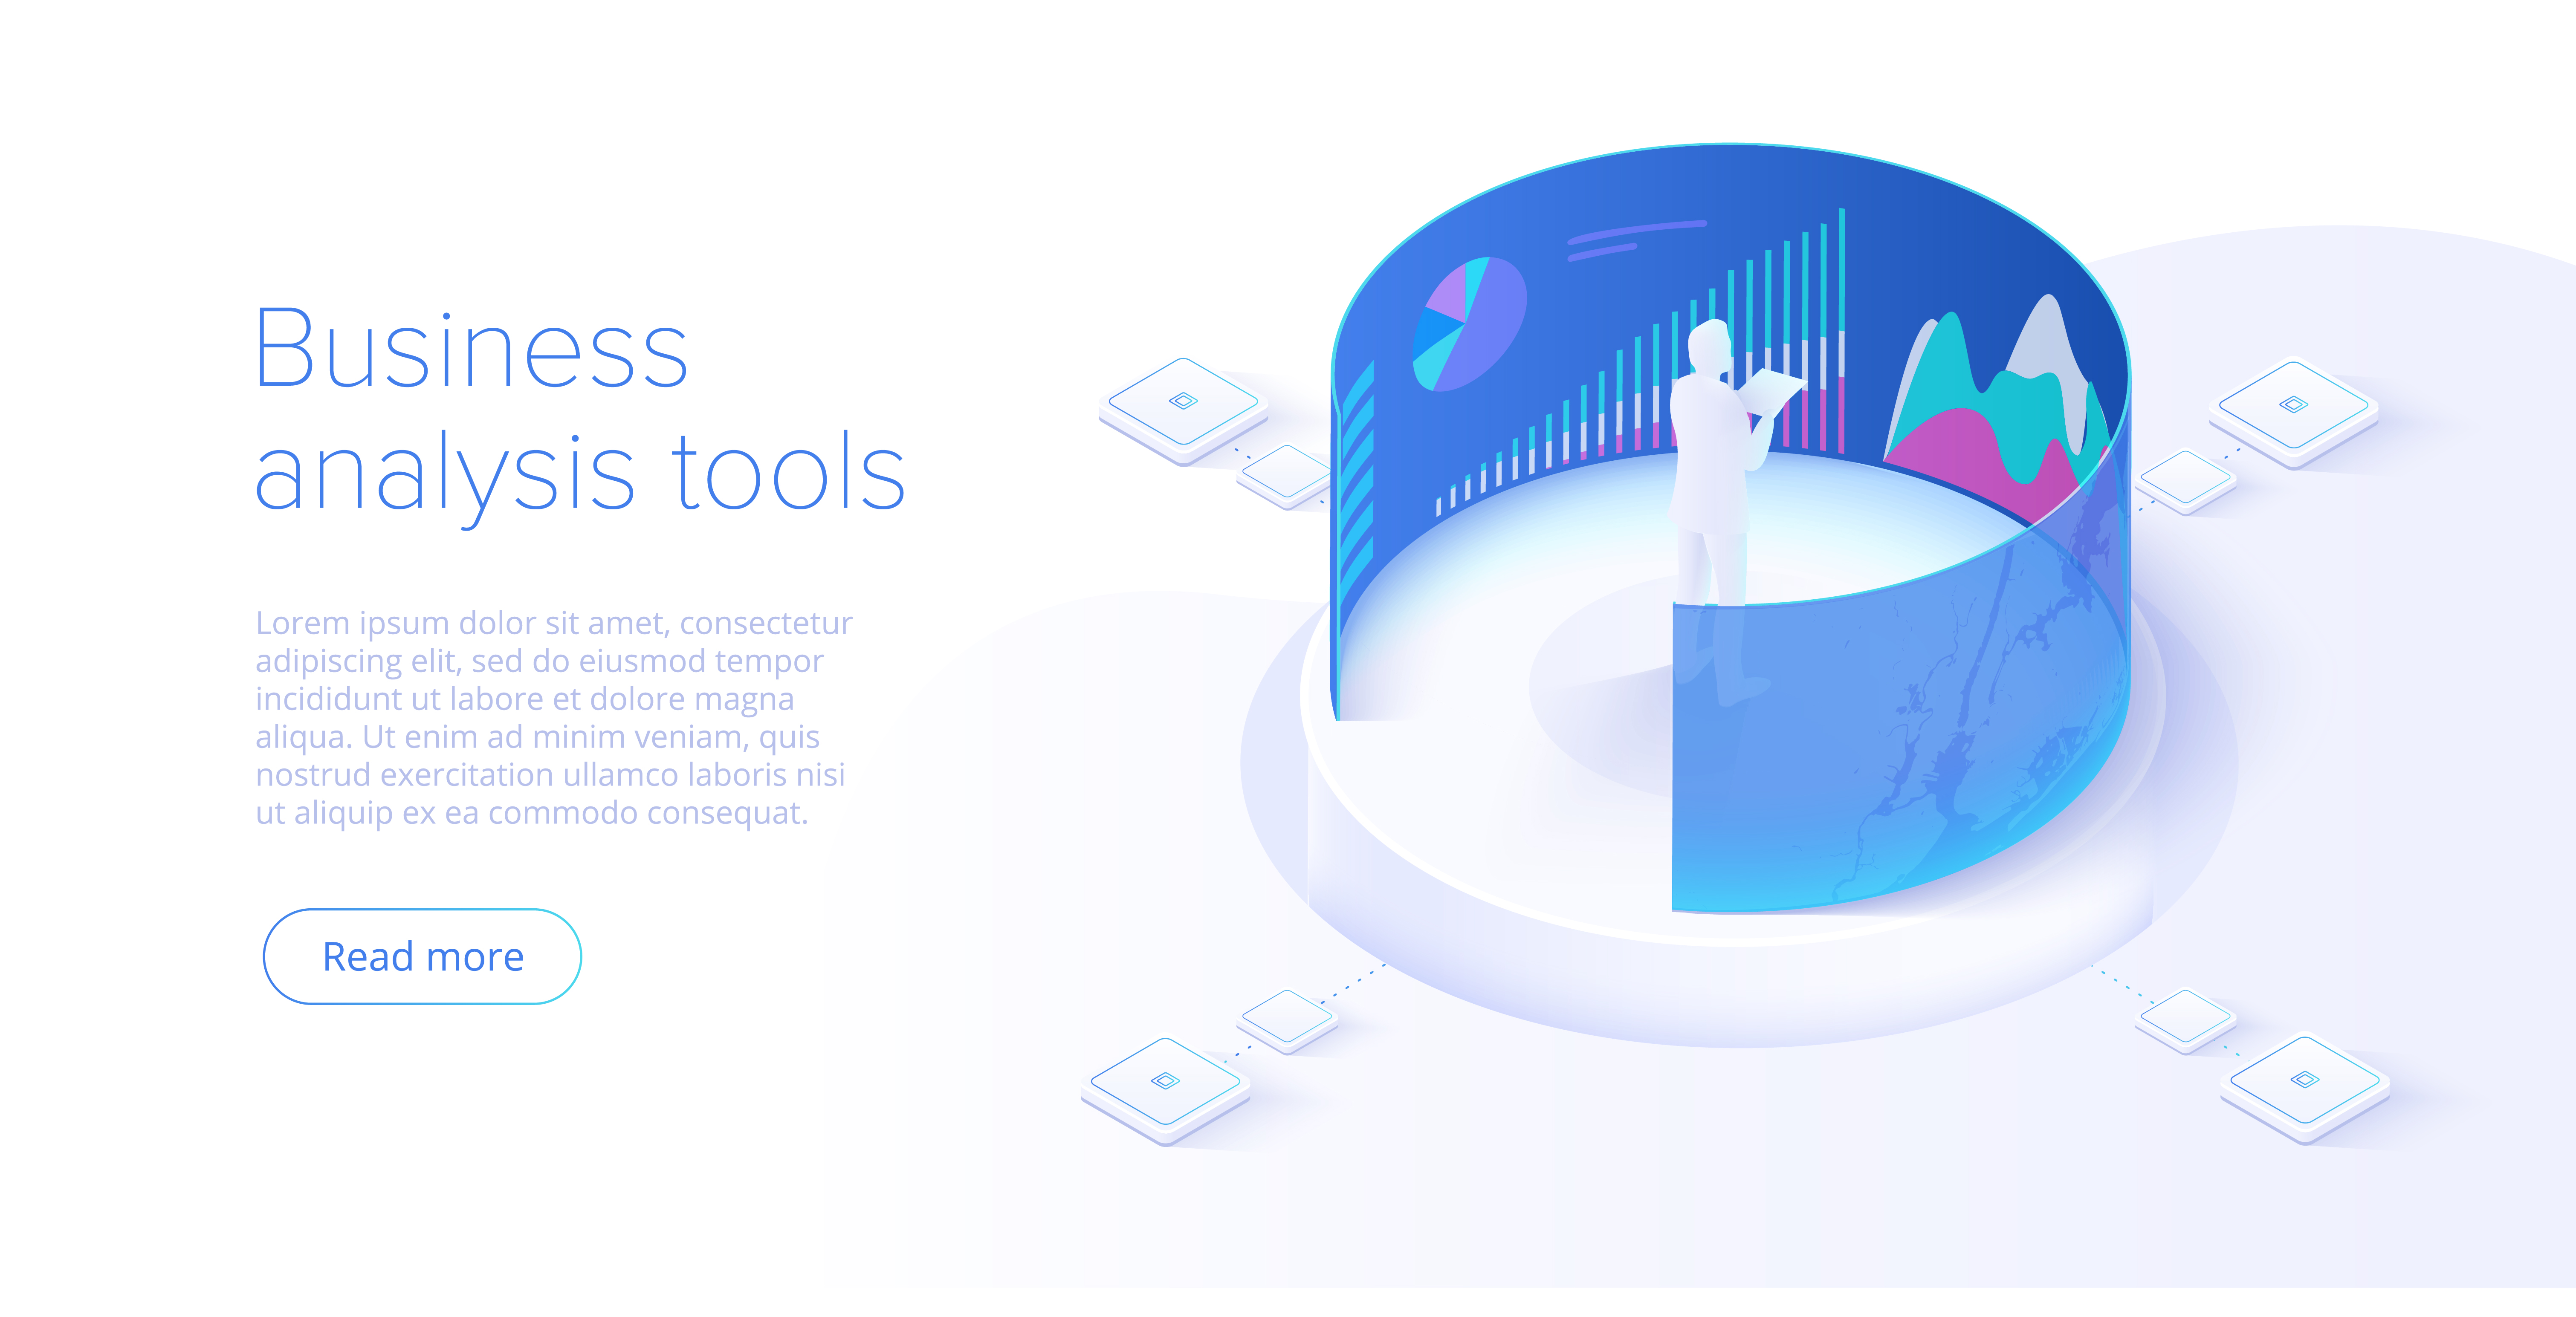 Business
analysis tools
Lorem ipsum dolor sit amet, consectetur
adipiscing elit, sed do eiusmod tempor
incididunt ut labore et dolore magna
aliqua. Ut enim ad minim veniam, quis
nostrud exercitation ullamco laboris nisi
ut aliquip ex ea commodo consequat.
Read more